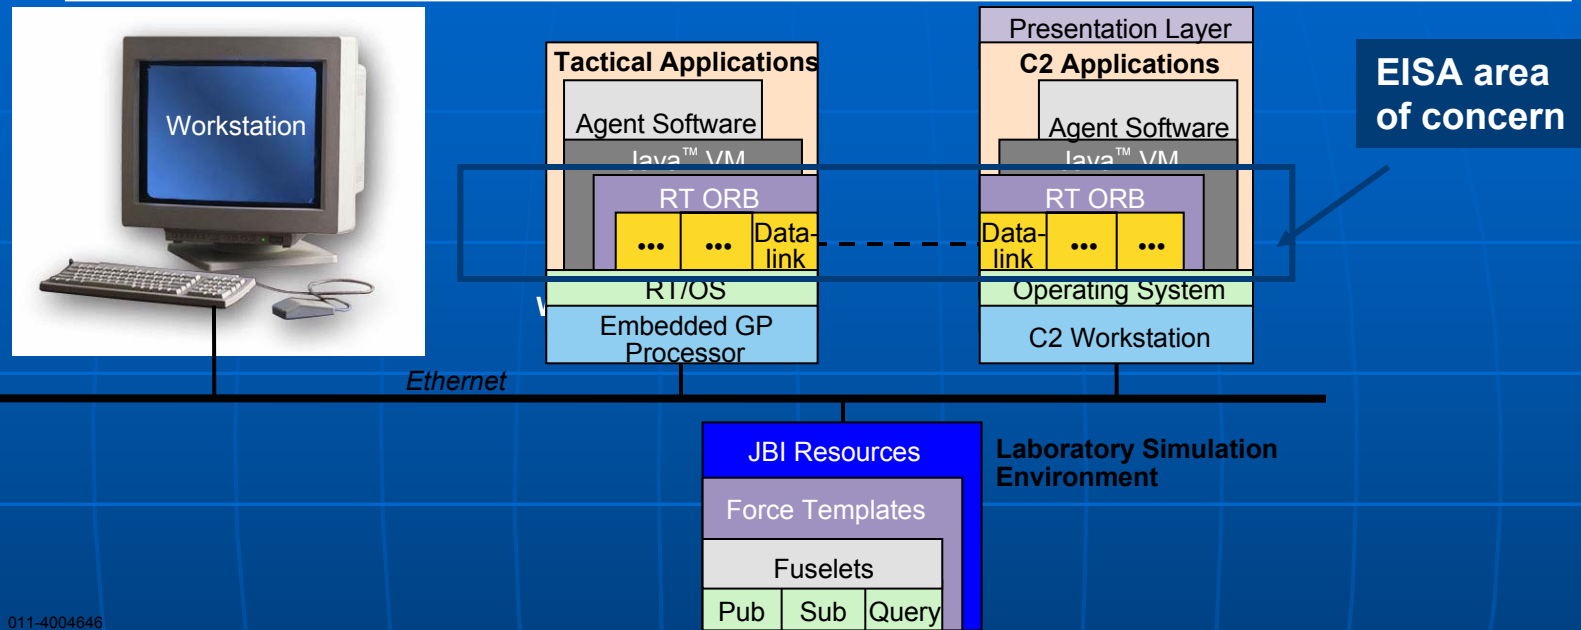 Presentation Layer
Tactical Applications
C2 Applications
EISA area
of concern
Workstation
Agent Software
Agent Software
Java™ VM
Java™ VM
RT ORB
RT ORB
... ... Data-
link
Data-
link ... ...
RT/OS
Operating System
Embedded GP
Processor
C2 Workstation
Ethernet
JBI Resources
Laboratory Simulation
Environment
Force Templates
Fuselets
Pub Sub Query
011-4004646